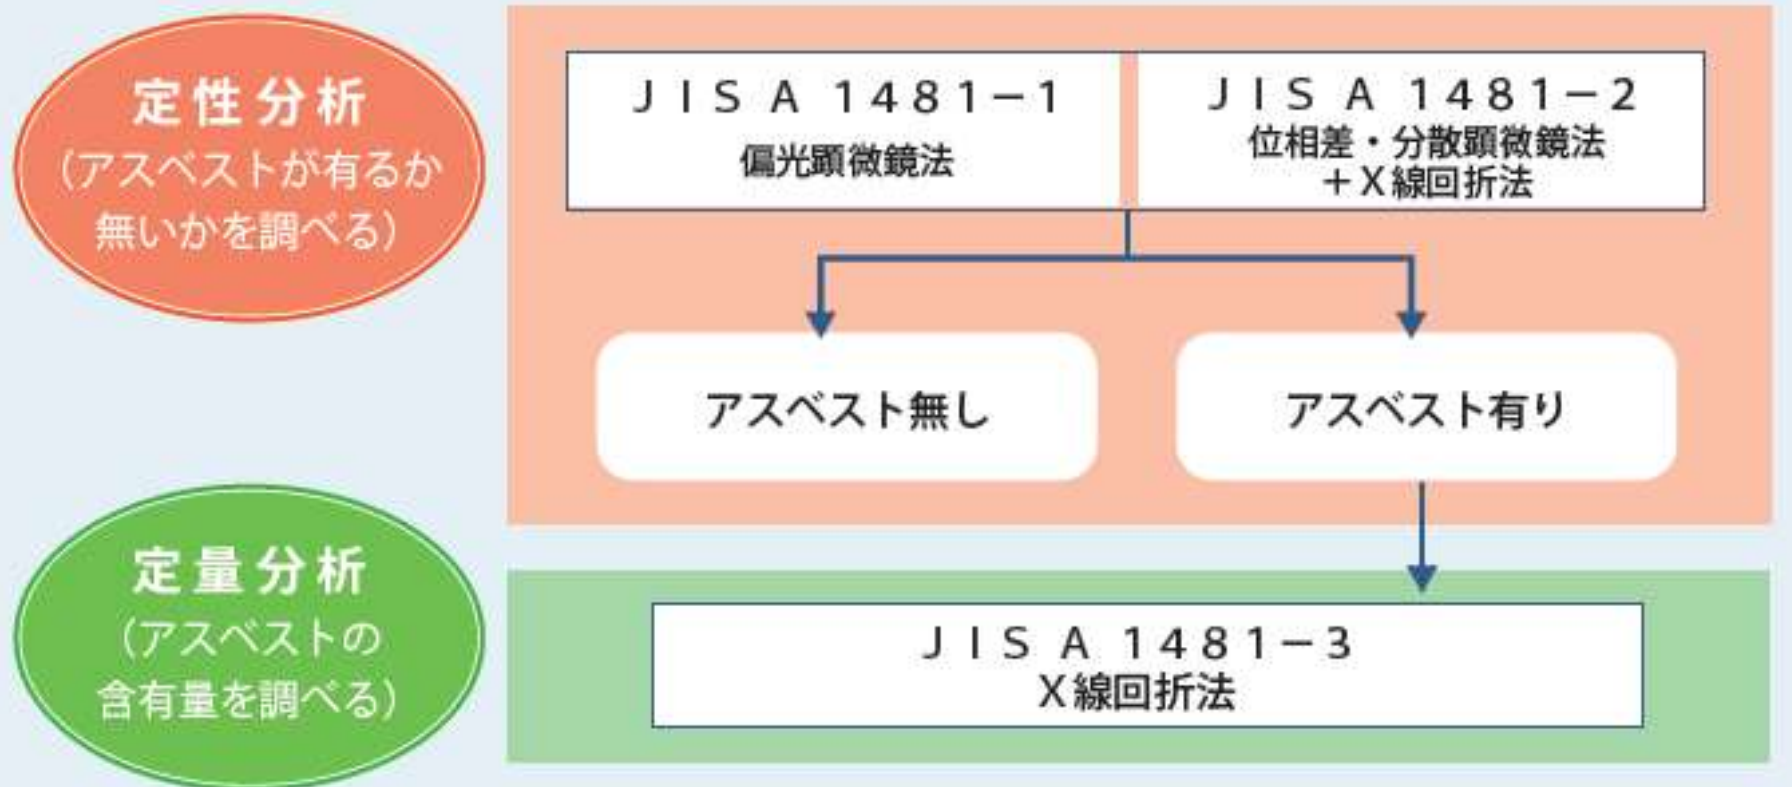 定性分析
（アスベストが有るか
無いかを調べる）
ＪＩＳ Ａ １４８１－１
偏光顕微鏡法
ＪＩＳ Ａ １４８１－２
位相差・分散顕微鏡法
＋Ｘ線回折法
アスベスト無し
アスベスト有り
定量分析
（アスベストの
含有量を調べる）
ＪＩＳ Ａ １４８１－３
Ｘ線回折法